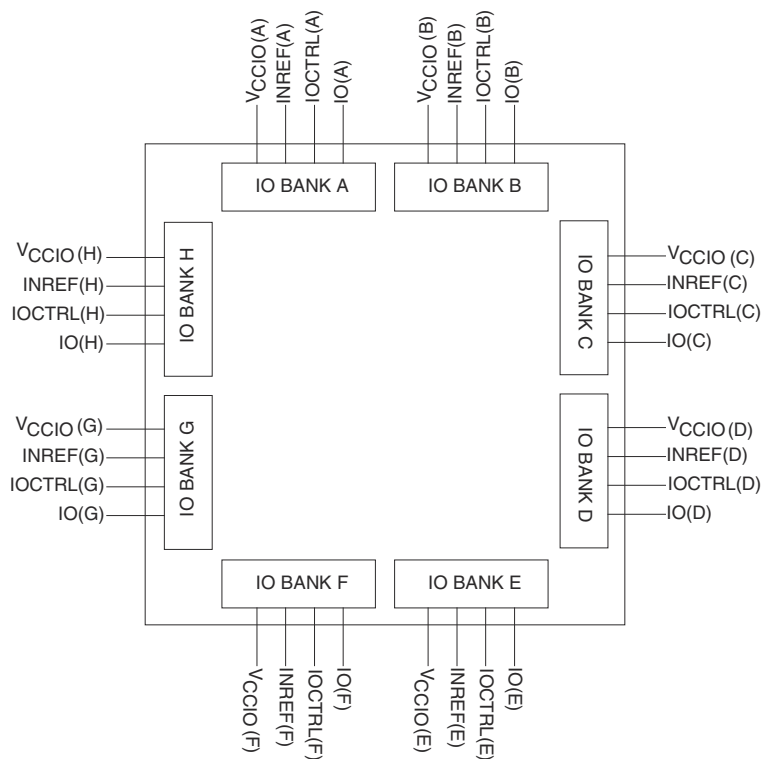 VCCIO(A)
INREF(A)
IOCTRL(A)
IO(A)
VCCIO(B)
INREF(B)
IOCTRL(B)
IO(B)
IO BANK A
IO BANK B
VCCIO (H)
INREF(H)
IOCTRL(H)
IO(H)
IO BANK H
IO BANK C
VCCIO (C)
INREF(C)
IOCTRL(C)
IO(C)
VCCIO (G)
INREF(G)
IOCTRL(G)
IO(G)
IO BANK G
IO BANK D
VCCIO (D)
INREF(D)
IOCTRL(D)
IO(D)
IO BANK F
IO BANK E
VCCIO (F)
INREF(F)
IOCTRL(F)
IO(F)
VCCIO(E)
INREF(E)
IOCTRL(E)
IO(E)